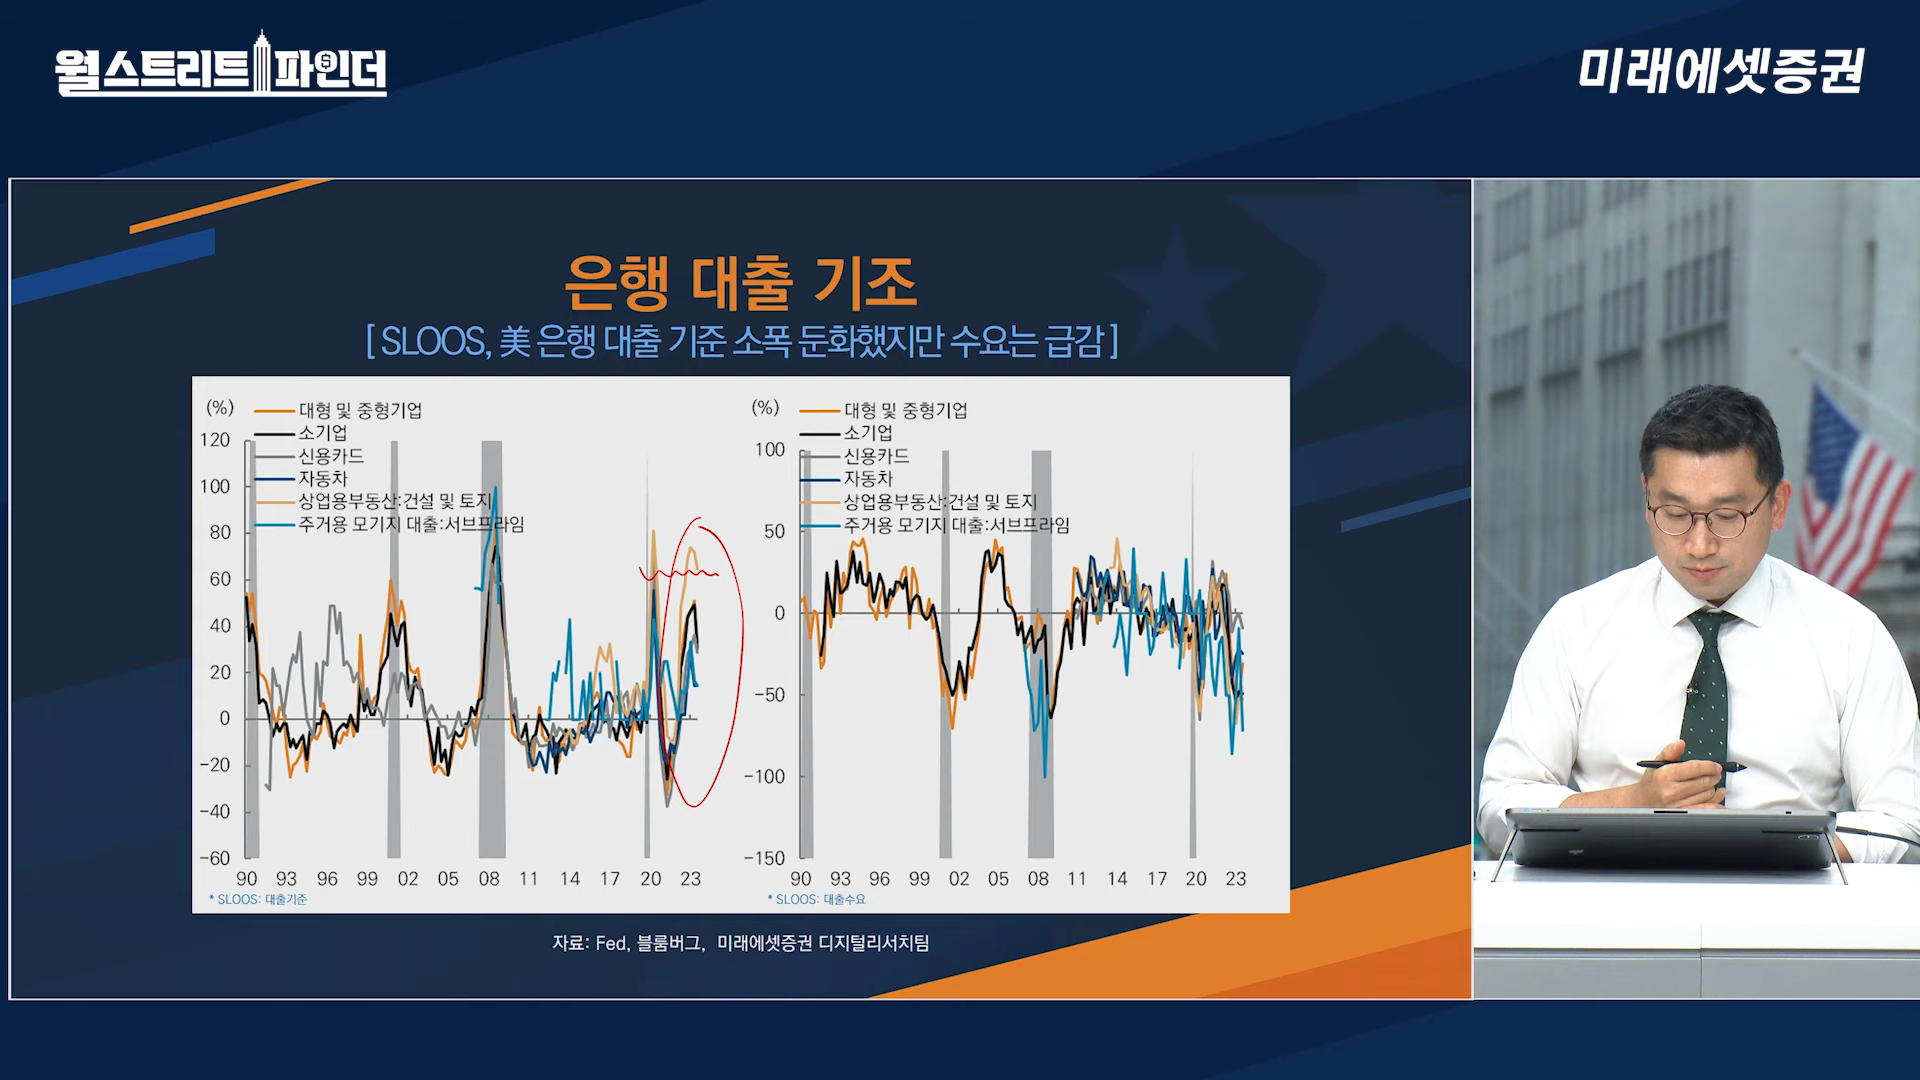 월스트리트 파인더
미래에셋증권
은행 대출 기조
[ SLOOS, 美 은행 대출 기준 소폭 둔화했지만 수요는 급감 ]
(%)
대형 및 중형기업
소기업
신용카드
자동차
상업용부동산:건설 및 토지
주거용 모기지 대출:서브프라임
120
100
80
60
40
20
0
-20
-40
-60
90 93 96 99 02 05 08 11 14 17 20 23
* SLOOS: 대출기준
(%)
대형 및 중형기업
소기업
신용카드
자동차
상업용부동산:건설 및 토지
주거용 모기지 대출:서브프라임
100
50
0
-50
-100
-150
90 93 96 99 02 05 08 11 14 17 20 23
* SLOOS: 대출수요
자료: Fed, 블룸버그, 미래에셋증권 디지털리서치팀